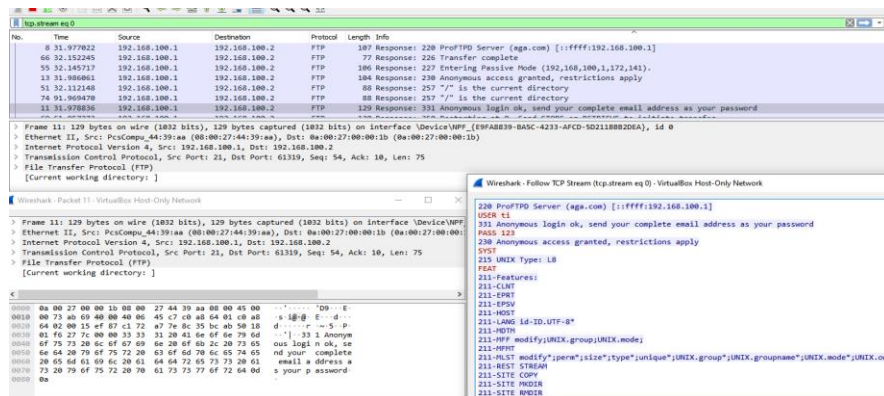 tcp.stream eq 0
No. Time Source Destination Protocol Length Info
8 31.977022 192.168.100.1 192.168.100.2 FTP 107 Response: 220 ProFTPD Server (aga.com) [::ffff:192.168.100.1]
66 32.152245 192.168.100.1 192.168.100.2 FTP 77 Response: 226 Transfer complete
55 32.145717 192.168.100.1 192.168.100.2 FTP 106 Response: 227 Entering Passive Mode (192,168,100,1,172,141).
13 31.986061 192.168.100.1 192.168.100.2 FTP 104 Response: 230 Anonymous access granted, restrictions apply
51 32.112148 192.168.100.1 192.168.100.2 FTP 88 Response: 257 "/" is the current directory
74 91.969470 192.168.100.1 192.168.100.2 FTP 88 Response: 257 "/" is the current directory
11 31.978836 192.168.100.1 192.168.100.2 FTP 129 Response: 331 Anonymous login ok, send your complete email address as your password
Frame 11: 129 bytes on wire (1032 bits), 129 bytes captured (1032 bits) on interface \Device\NPF_{E9FA8839-BA5C-4233-AFCD-5D2118882DEA}, id 0
Ethernet II, Src: PcsCompu_44:39:aa (08:00:27:44:39:aa), Dst: 0a:00:27:00:00:1b (0a:00:27:00:00:1b)
Internet Protocol Version 4, Src: 192.168.100.1, Dst: 192.168.100.2
Transmission Control Protocol, Src Port: 21, Dst Port: 61319, Seq: 54, Ack: 10, Len: 75
File Transfer Protocol (FTP)
[Current working directory: ]
Wireshark · Packet 11 · VirtualBox Host-Only Network
Frame 11: 129 bytes on wire (1032 bits), 129 bytes captured (1032 bits) on interface \Device\NPF_
Ethernet II, Src: PcsCompu_44:39:aa (08:00:27:44:39:aa), Dst: 0a:00:27:00:00:1b (0a:00:27:00:00:
Internet Protocol Version 4, Src: 192.168.100.1, Dst: 192.168.100.2
Transmission Control Protocol, Src Port: 21, Dst Port: 61319, Seq: 54, Ack: 10, Len: 75
File Transfer Protocol (FTP)
[Current working directory: ]
0000 0a 00 27 00 00 1b 08 00 27 44 39 aa 08 00 45 00 ··'·····'D9···E·
0010 00 73 ab 69 40 00 40 06 45 c7 c0 a8 64 01 c0 a8
0020 64 02 00 15 ef 87 c1 72 a7 7e 8c 35 bc ab 50 18
0030 01 f6 27 7c 00 00 33 33 31 20 41 6e 6f 6e 79 6d ··'|··33 1 Anonym
0040 6f 75 73 20 6c 6f 67 69 6e 20 6f 6b 2c 20 73 65 ous logi n ok, se
0050 6e 64 20 79 6f 75 72 20 63 6f 6d 70 6c 65 74 65 nd your complete
0060 20 65 6d 61 69 6c 20 61 64 64 72 65 73 73 20 61 email a ddress a
0070 73 20 79 6f 75 72 20 70 61 73 73 77 6f 72 64 0d s your p assword·
0080 0a
Wireshark · Follow TCP Stream (tcp.stream eq 0) · VirtualBox Host-Only Network
220 ProFTPD Server (aga.com) [::ffff:192.168.100.1]
USER ti
331 Anonymous login ok, send your complete email address as your password
PASS 123
230 Anonymous access granted, restrictions apply
SYST
215 UNIX Type: L8
FEAT
211-Features:
211-CLNT
211-EPRT
211-EPSV
211-HOST
211-LANG id-ID.UTF-8*
211-MDTM
211-MFF modify;UNIX.group;UNIX.mode;
211-MFMT
211-MLST modify*;perm*;size*;type*;unique*;UNIX.group*;UNIX.groupname*;UNIX.mode*;UNIX.ow
211-REST STREAM
211-SITE COPY
211-SITE MKDIR
211-SITE RMDIR